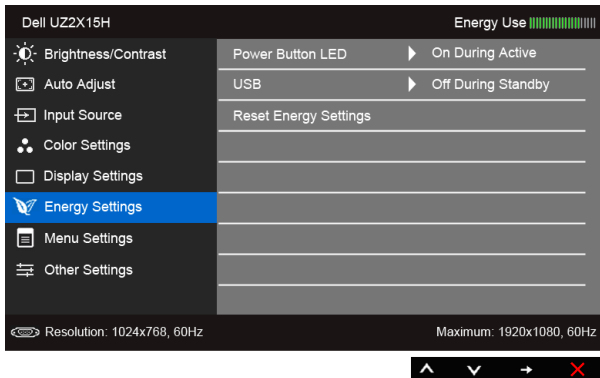 Dell UZ2X15H Energy Use
Brightness/Contrast Power Button LED On During Active
Auto Adjust USB Off During Standby
Input Source Reset Energy Settings
Color Settings
Display Settings
Energy Settings
Menu Settings
Other Settings
Resolution: 1024x768, 60Hz Maximum: 1920x1080, 60Hz